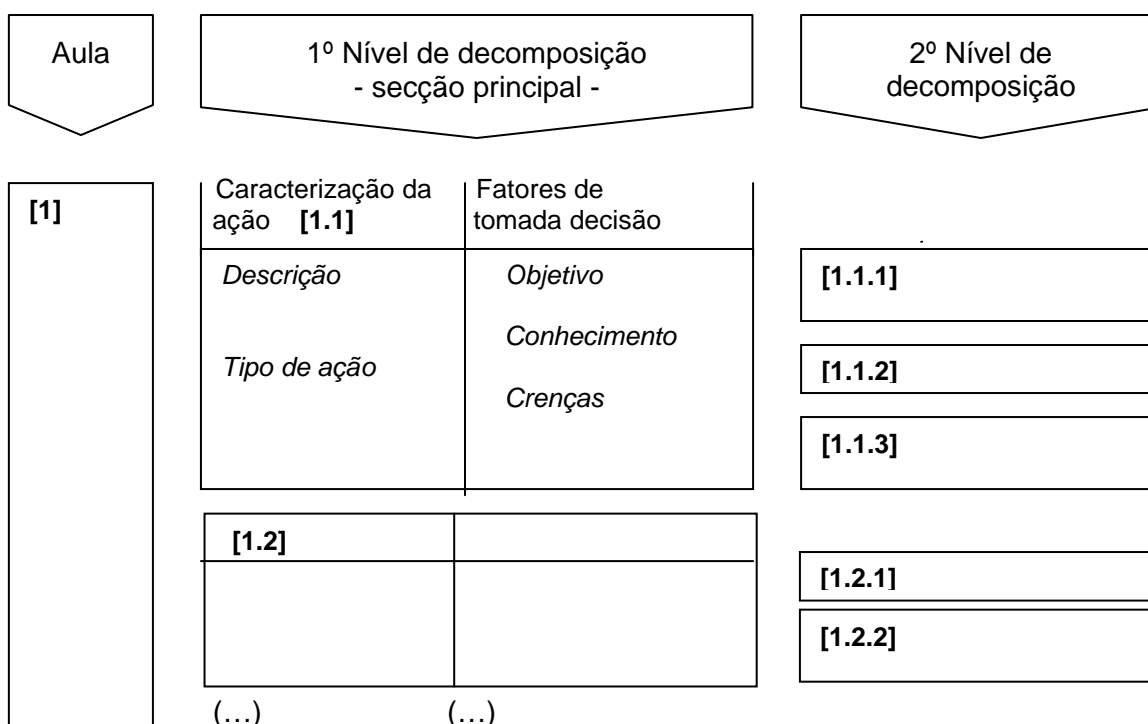 Aula
1º Nível de decomposição
- secção principal -
2º Nível de
decomposição
[1]
Caracterização da
ação [1.1]
Fatores de
tomada decisão
Descrição
Tipo de ação
Objetivo
Conhecimento
Crenças
[1.1.1]
[1.1.2]
[1.1.3]
[1.2]
[1.2.1]
[1.2.2]
(...)
(...)